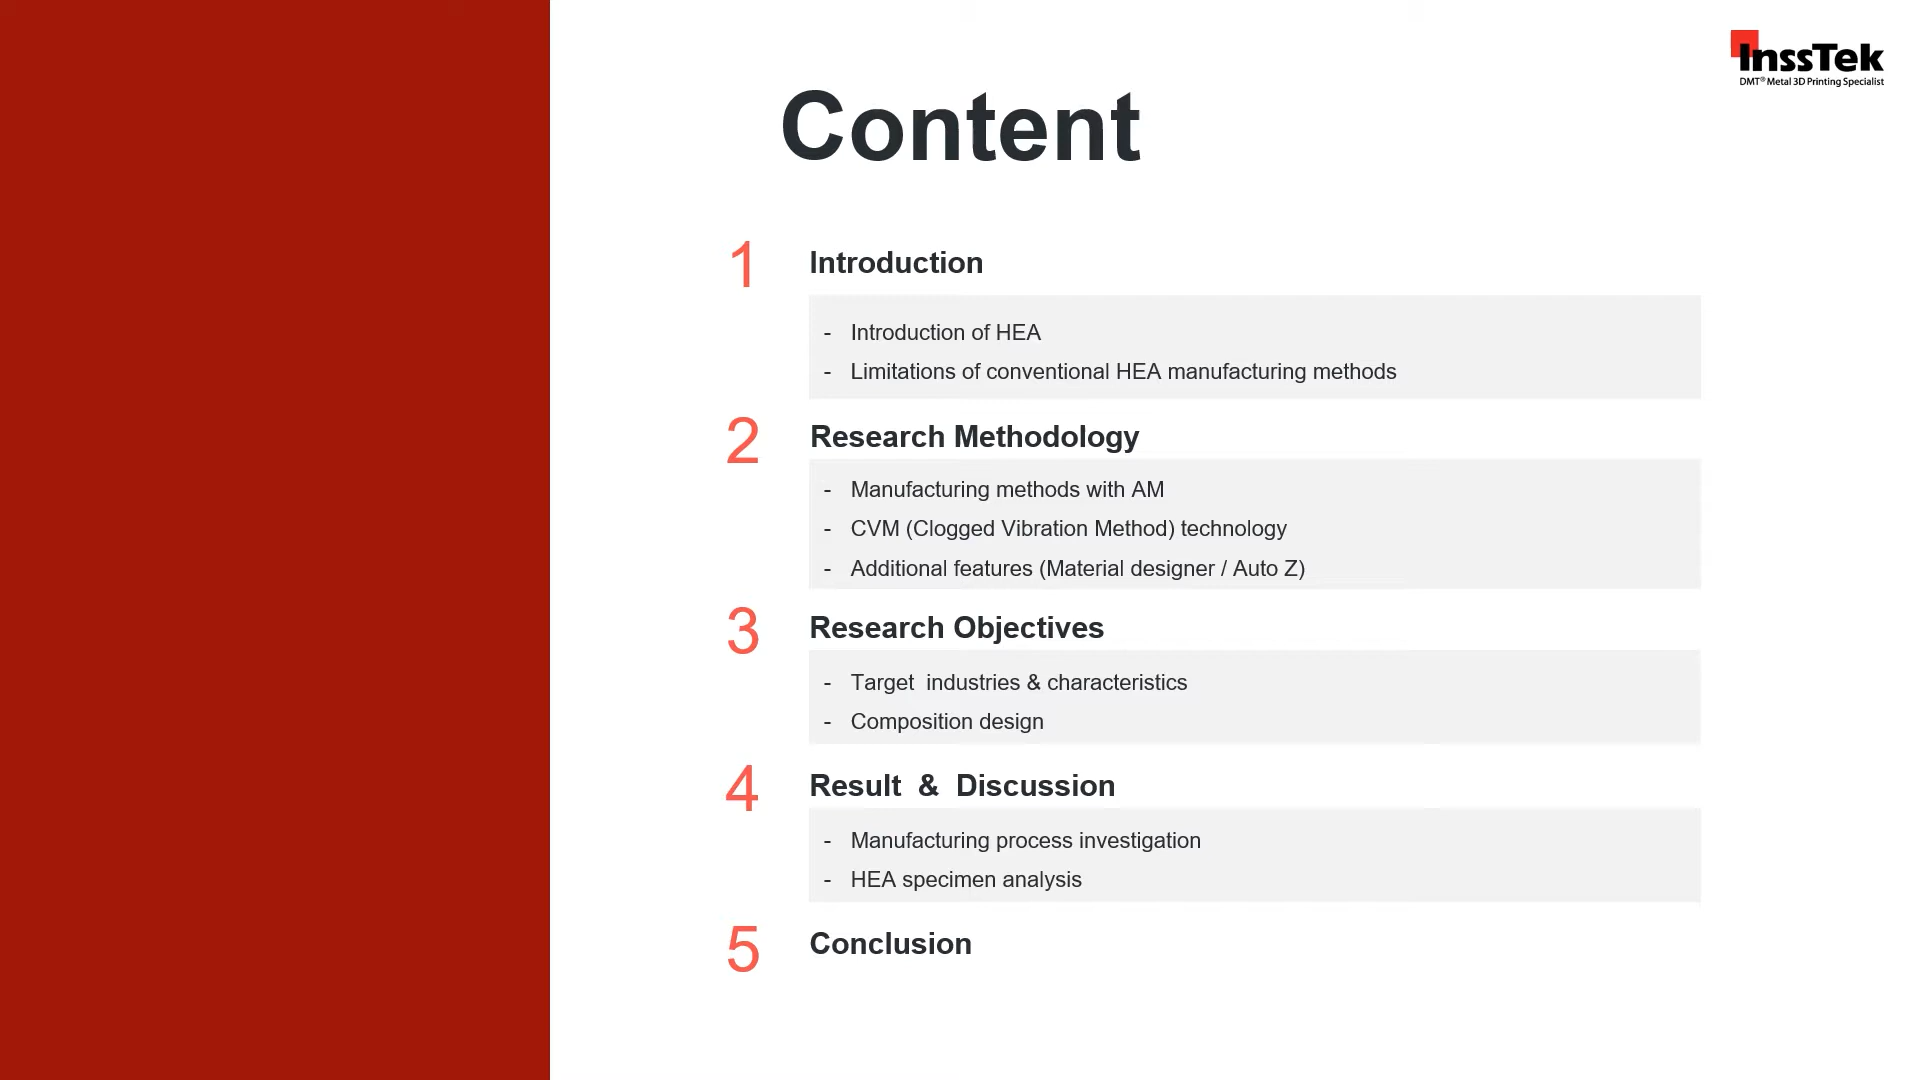 InssTek
DMT® Metal 3D Printing Specialist
Content
1 Introduction
- Introduction of HEA
- Limitations of conventional HEA manufacturing methods
2 Research Methodology
- Manufacturing methods with AM
- CVM (Clogged Vibration Method) technology
- Additional features (Material designer / Auto Z)
3 Research Objectives
- Target  industries & characteristics
- Composition design
4 Result  &  Discussion
- Manufacturing process investigation
- HEA specimen analysis
5 Conclusion